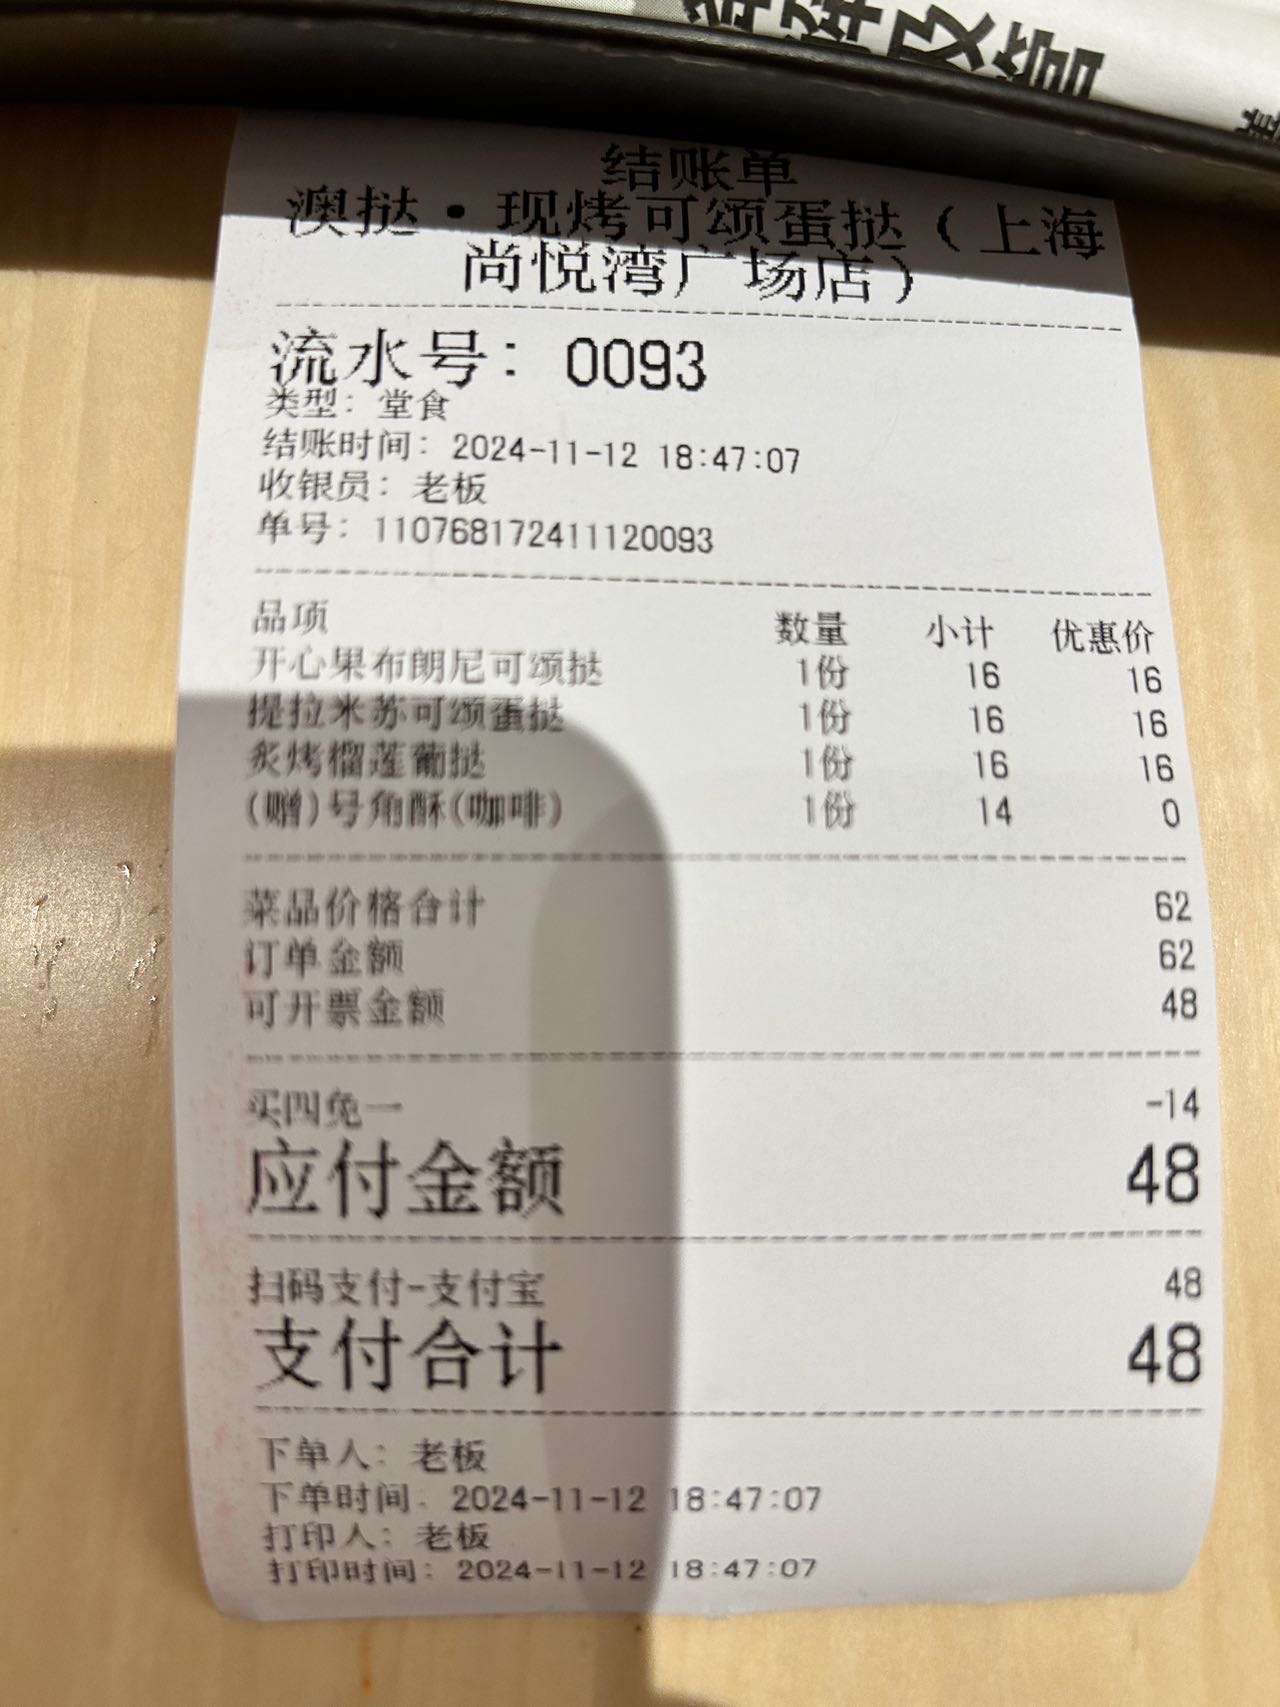 结账单
澳挞·现烤可颂蛋挞(上海
尚悦湾广场店)
流水号: 0093
类型: 堂食
结账时间: 2024-11-12 18:47:07
收银员: 老板
单号: 110768172411120093
品项 数量 小计 优惠价
开心果布朗尼可颂挞 1份 16 16
提拉米苏可颂蛋挞 1份 16 16
炙烤榴莲葡挞 1份 16 16
(赠)号角酥(咖啡) 1份 14 0
菜品价格合计 62
订单金额 62
可开票金额 48
买四免一 -14
应付金额 48
扫码支付-支付宝 48
支付合计 48
下单人: 老板
下单时间: 2024-11-12 18:47:07
打印人: 老板
打印时间: 2024-11-12 18:47:07